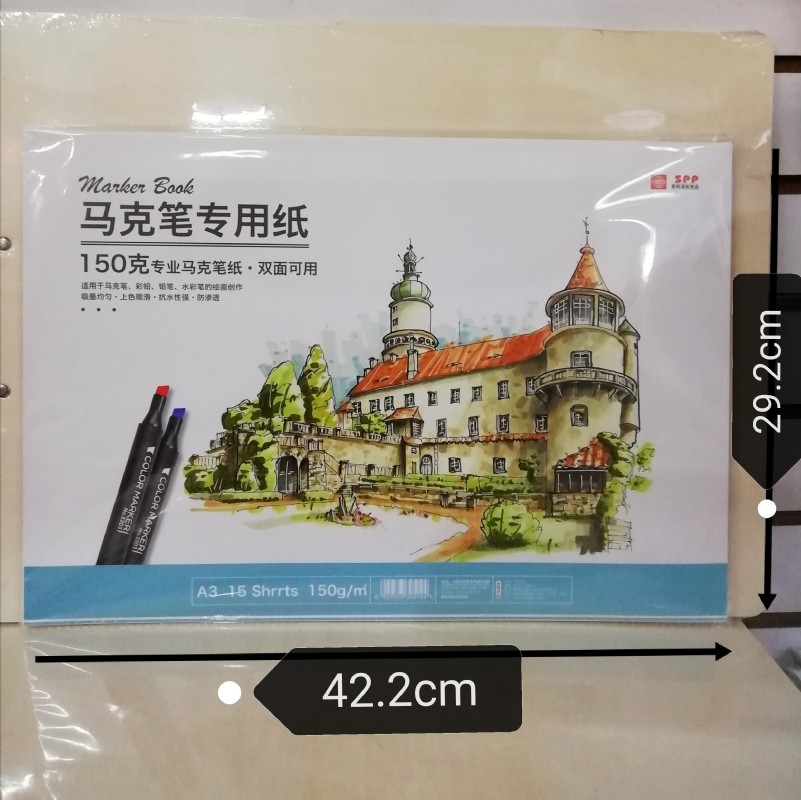 Marker Book
马克笔专用纸
150克专业马克笔纸·双面可用
适用于马克笔、彩铅、铅笔、水彩笔的绘画创作
吸墨均匀·上色顺滑·抗水性强·防渗透
SPP
COLOR MARKER
COLOR MARKER
A3 15 Shrrts 150g/㎡
29.2cm
42.2cm